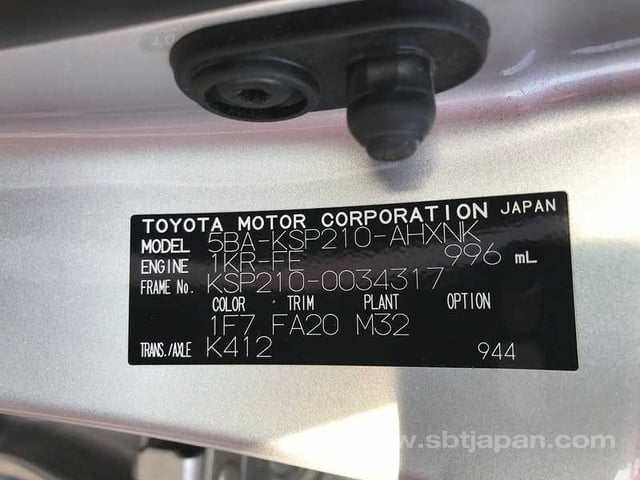 TOYOTA MOTOR CORPORATION JAPAN
MODEL 5BA-KSP210-AHXNK
ENGINE 1KR-FE 996 mL
FRAME No. KSP210-0034317
COLOR TRIM PLANT OPTION
1F7 FA20 M32
TRANS./AXLE K412 944
www.sbtjapan.com